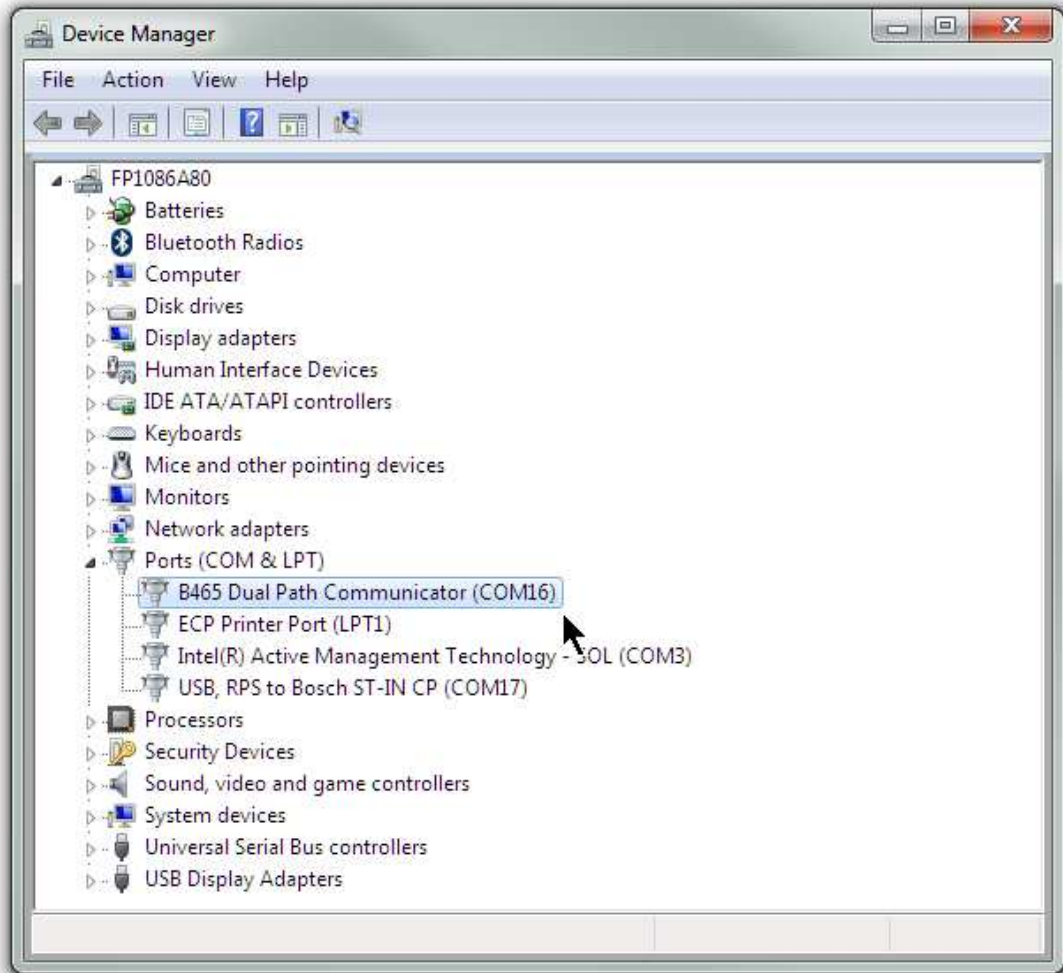 Device Manager
File Action View Help
FP1086A80
Batteries
Bluetooth Radios
Computer
Disk drives
Display adapters
Human Interface Devices
IDE ATA/ATAPI controllers
Keyboards
Mice and other pointing devices
Monitors
Network adapters
Ports (COM & LPT)
B465 Dual Path Communicator (COM16)
ECP Printer Port (LPT1)
Intel(R) Active Management Technology - SOL (COM3)
USB, RPS to Bosch ST-IN CP (COM17)
Processors
Security Devices
Sound, video and game controllers
System devices
Universal Serial Bus controllers
USB Display Adapters